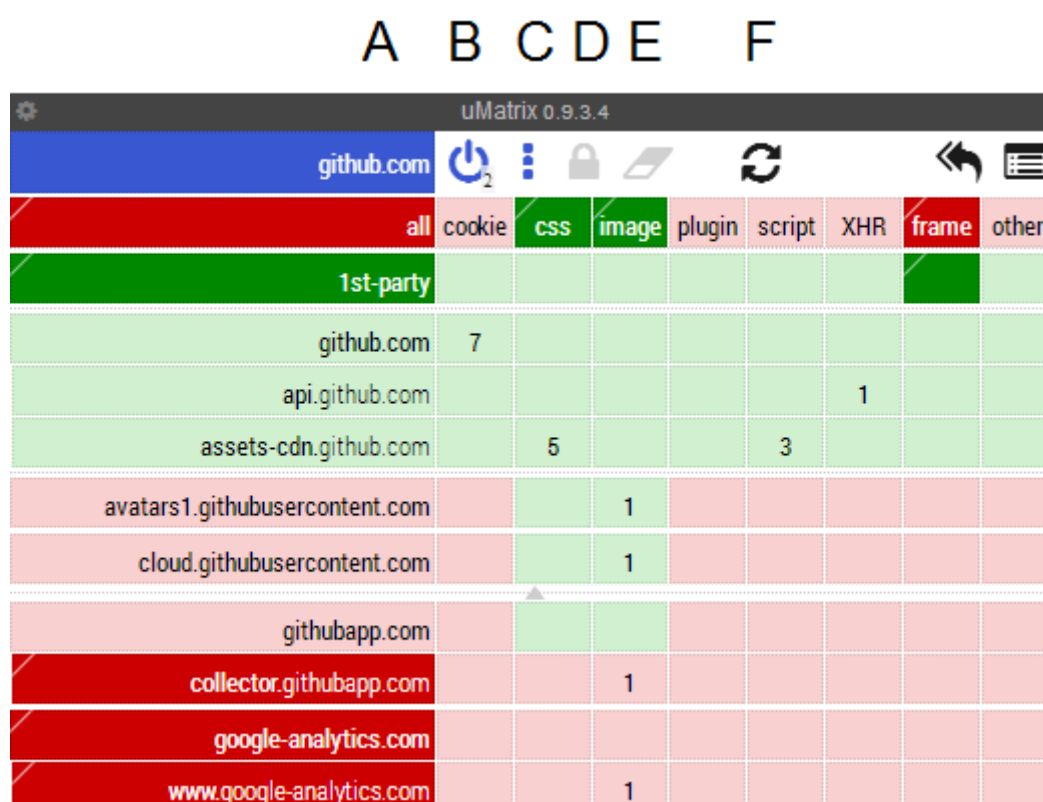 A B C D E F
uMatrix 0.9.3.4
github.com 2
all cookie css image plugin script XHR frame other
1st-party
github.com 7
api.github.com 1
assets-cdn.github.com 5 3
avatars1.githubusercontent.com 1
cloud.githubusercontent.com 1
githubapp.com
collector.githubapp.com 1
google-analytics.com
www.google-analytics.com 1